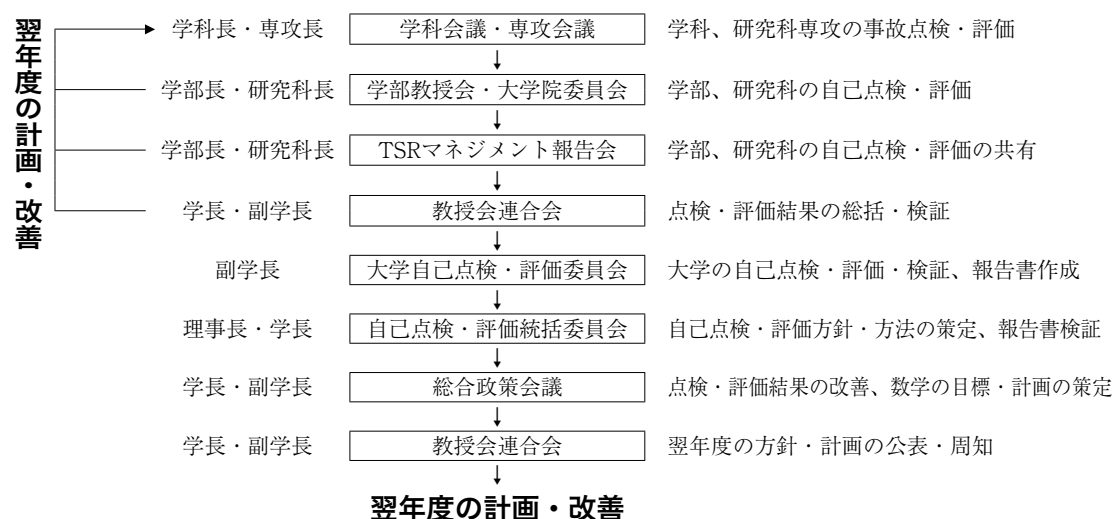 翌年度の計画・改善
学科長・専攻長 学科会議・専攻会議 学科、研究科専攻の事故点検・評価
学部長・研究科長 学部教授会・大学院委員会 学部、研究科の自己点検・評価
学部長・研究科長 TSRマネジメント報告会 学部、研究科の自己点検・評価の共有
学長・副学長 教授会連合会 点検・評価結果の総括・検証
副学長 大学自己点検・評価委員会 大学の自己点検・評価・検証、報告書作成
理事長・学長 自己点検・評価統括委員会 自己点検・評価方針・方法の策定、報告書検証
学長・副学長 総合政策会議 点検・評価結果の改善、数学の目標・計画の策定
学長・副学長 教授会連合会 翌年度の方針・計画の公表・周知
翌年度の計画・改善